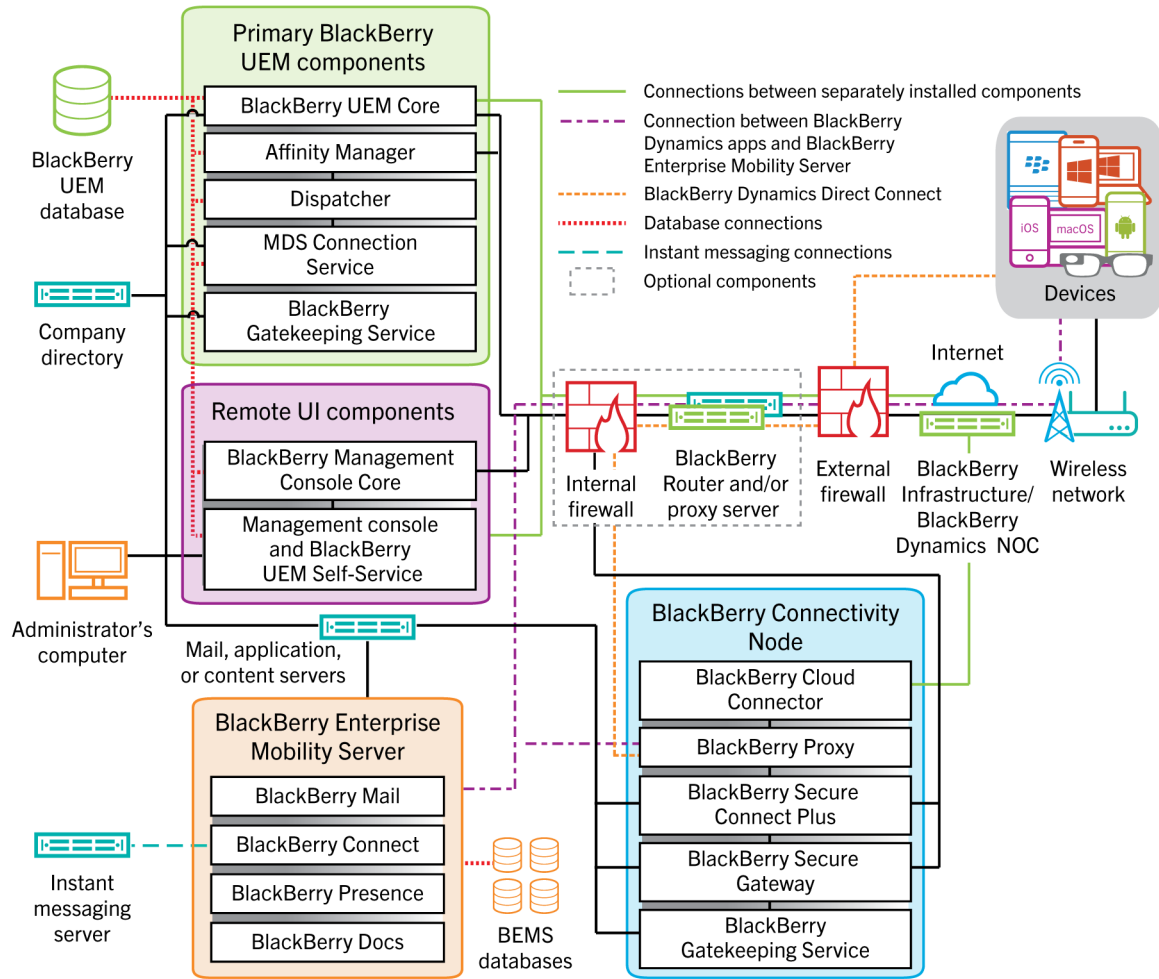 Primary BlackBerry
UEM components
BlackBerry UEM Core
Affinity Manager
Dispatcher
MDS Connection
Service
BlackBerry
Gatekeeping Service
BlackBerry
UEM
database
Company
directory
Connections between separately installed components
Connection between BlackBerry
Dynamics apps and BlackBerry
Enterprise Mobility Server
BlackBerry Dynamics Direct Connect
Database connections
Instant messaging connections
Optional components
iOS
macOS
Devices
Remote UI components
BlackBerry Management
Console Core
Management console
and BlackBerry
UEM Self-Service
Administrator's
computer
Internal
firewall
BlackBerry
Router and/or
proxy server
External
firewall
Internet
BlackBerry
Infrastructure/
BlackBerry
Dynamics NOC
Wireless
network
Mail, application,
or content servers
BlackBerry Enterprise
Mobility Server
BlackBerry Mail
BlackBerry Connect
BlackBerry Presence
BlackBerry Docs
Instant
messaging
server
BEMS
databases
BlackBerry Connectivity
Node
BlackBerry Cloud
Connector
BlackBerry Proxy
BlackBerry Secure
Connect Plus
BlackBerry Secure
Gateway
BlackBerry
Gatekeeping Service